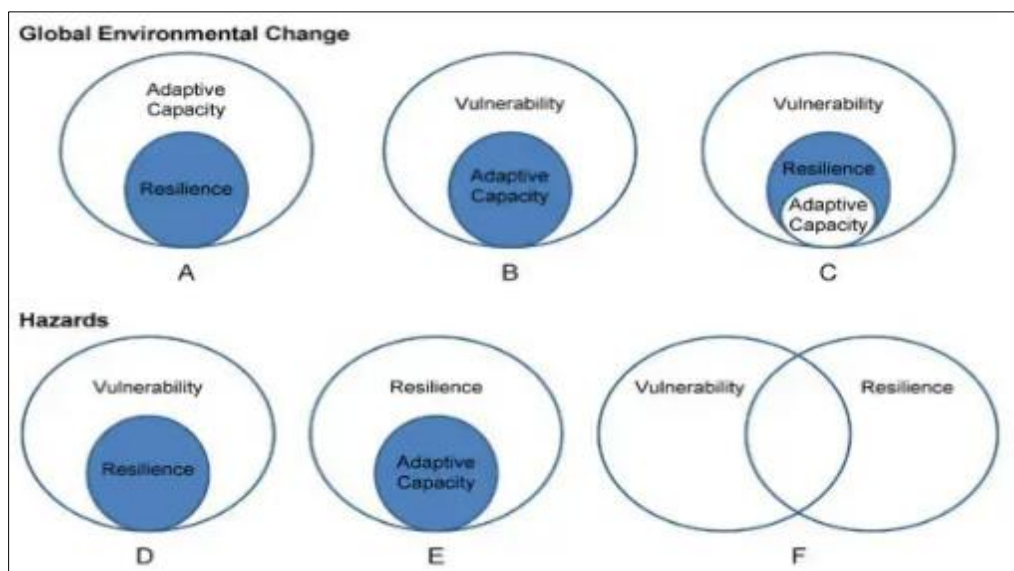 Global Environmental Change
Adaptive
Capacity
Resilience
A
Vulnerability
Adaptive
Capacity
B
Vulnerability
Resilience
Adaptive
Capacity
C
Hazards
Vulnerability
Resilience
D
Resilience
Adaptive
Capacity
E
Vulnerability
Resilience
F